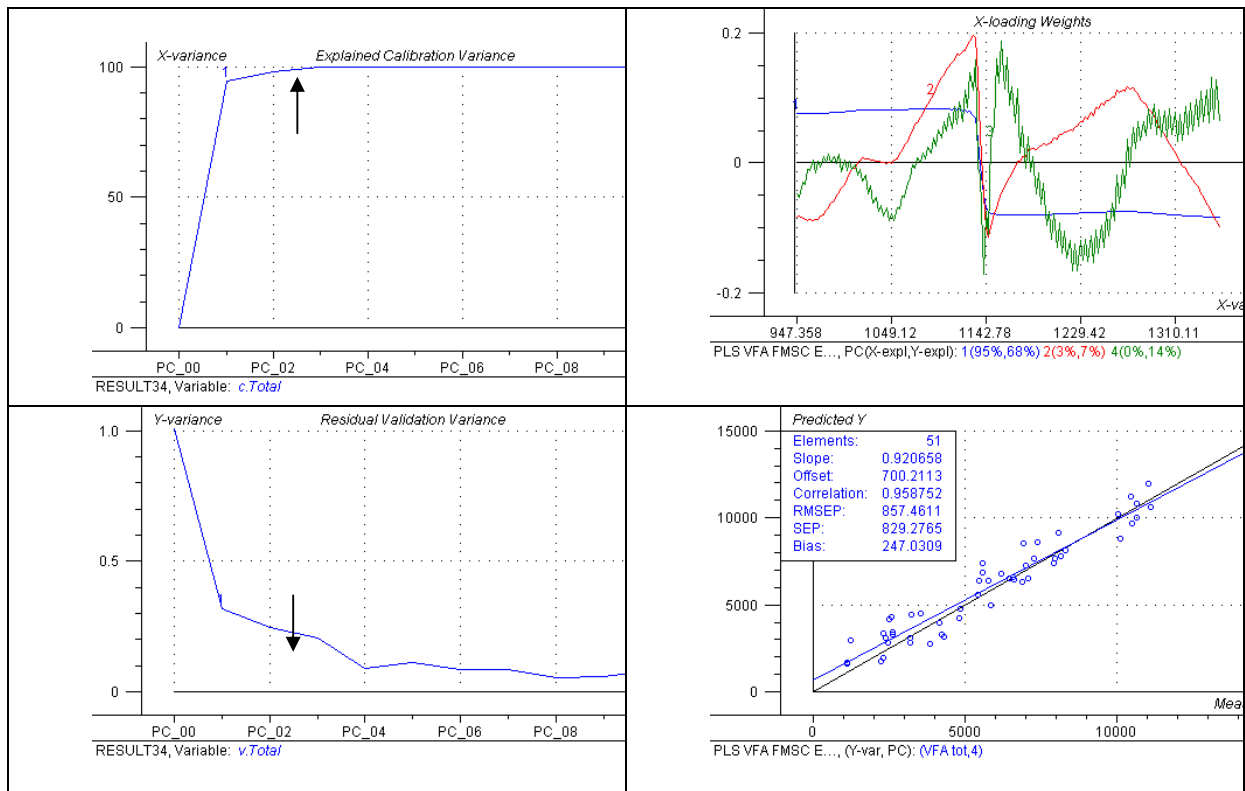 X-variance Explained Calibration Variance
100
50
0
PC_00 PC_02 PC_04 PC_06 PC_08
RESULT34, Variable: c.Total
X-loading Weights
0.2
0
-0.2
2
947.358 1049.12 1142.78 1229.42 1310.11
X-va
PLS VFA FMSC E..., PC(X-expl,Y-expl): 1(95%,68%) 2(3%,7%) 4(0%,14%)
Y-variance Residual Validation Variance
1.0
0.5
0
PC_00 PC_02 PC_04 PC_06 PC_08
RESULT34, Variable: v.Total
Predicted Y
15000
10000
5000
0
Elements: 51
Slope: 0.920658
Offset: 700.2113
Correlation: 0.958752
RMSEP: 857.4611
SEP: 829.2765
Bias: 247.0309
Mea
0 5000 10000
PLS VFA FMSC E..., (Y-var, PC): (VFA tot,4)